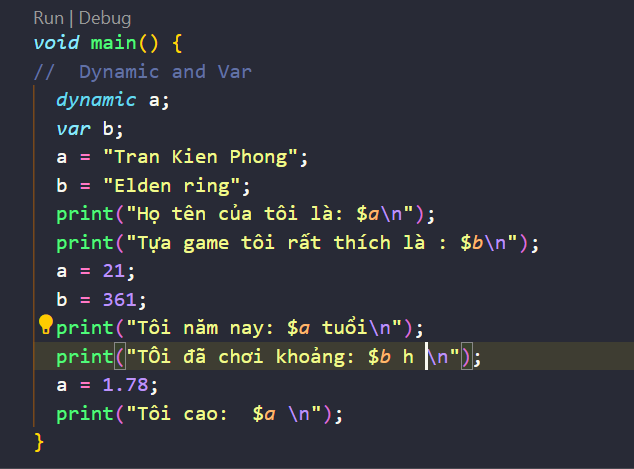 Run | Debug
void main() {
//  Dynamic and Var
  dynamic a;
  var b;
  a = "Tran Kien Phong";
  b = "Elden ring";
  print("Họ tên của tôi là: $a\n");
  print("Tựa game tôi rất thích là : $b\n");
  a = 21;
  b = 361;
  print("Tôi năm nay: $a tuổi\n");
  print("TÔi đã chơi khoảng: $b h \n");
  a = 1.78;
  print("Tôi cao:  $a \n");
}